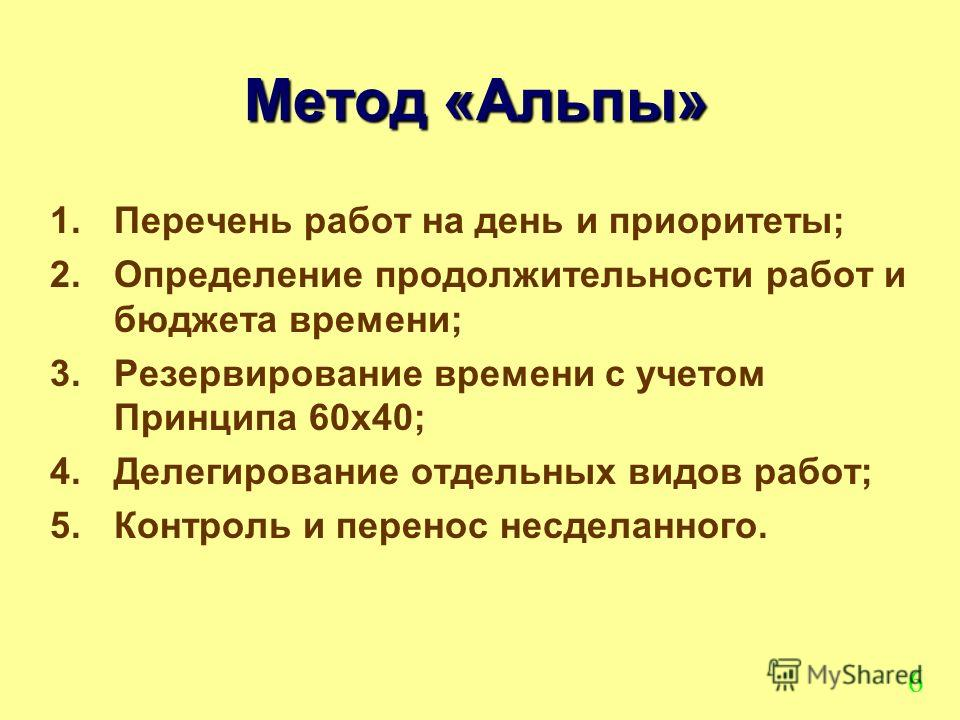 Метод «Альпы»
1. Перечень работ на день и приоритеты;
2. Определение продолжительности работ и
бюджета времени;
3. Резервирование времени с учетом
Принципа 60х40;
4. Делегирование отдельных видов работ;
5. Контроль и перенос несделанного.
MyShared
6